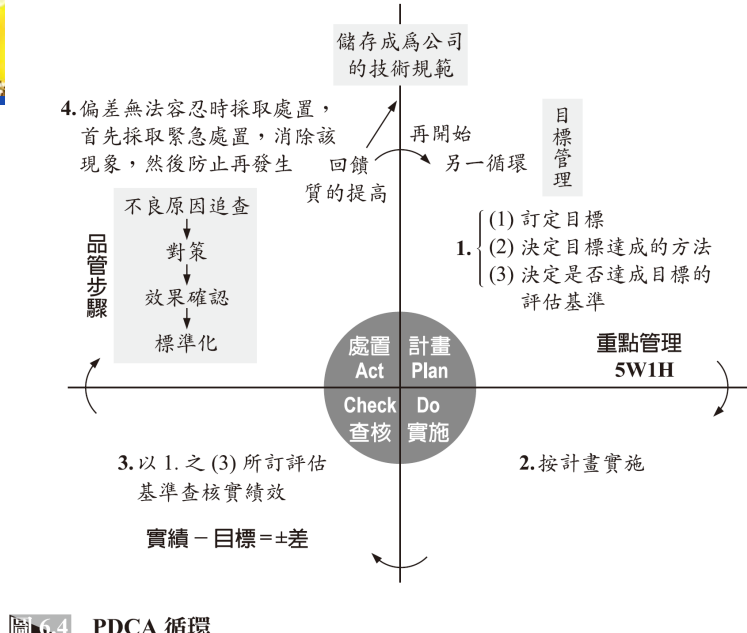 儲存成爲公司
的技術規範
4.偏差無法容忍時採取處置，
首先採取緊急處置，消除該
現象，然後防止再發生
回饋
質的提高
再開始
另一循環
目標管理
不良原因追查
對策
效果確認
標準化
品管步驟
1.
(1) 訂定目標
(2) 決定目標達成的方法
(3) 決定是否達成目標的
評估基準
重點管理
5W1H
處置
Act
計畫
Plan
Check
查核
Do
實施
3.以 1. 之 (3) 所訂評估
基準查核實績效
實績－目標=±差
2.按計畫實施
圖 6.4 PDCA 循環